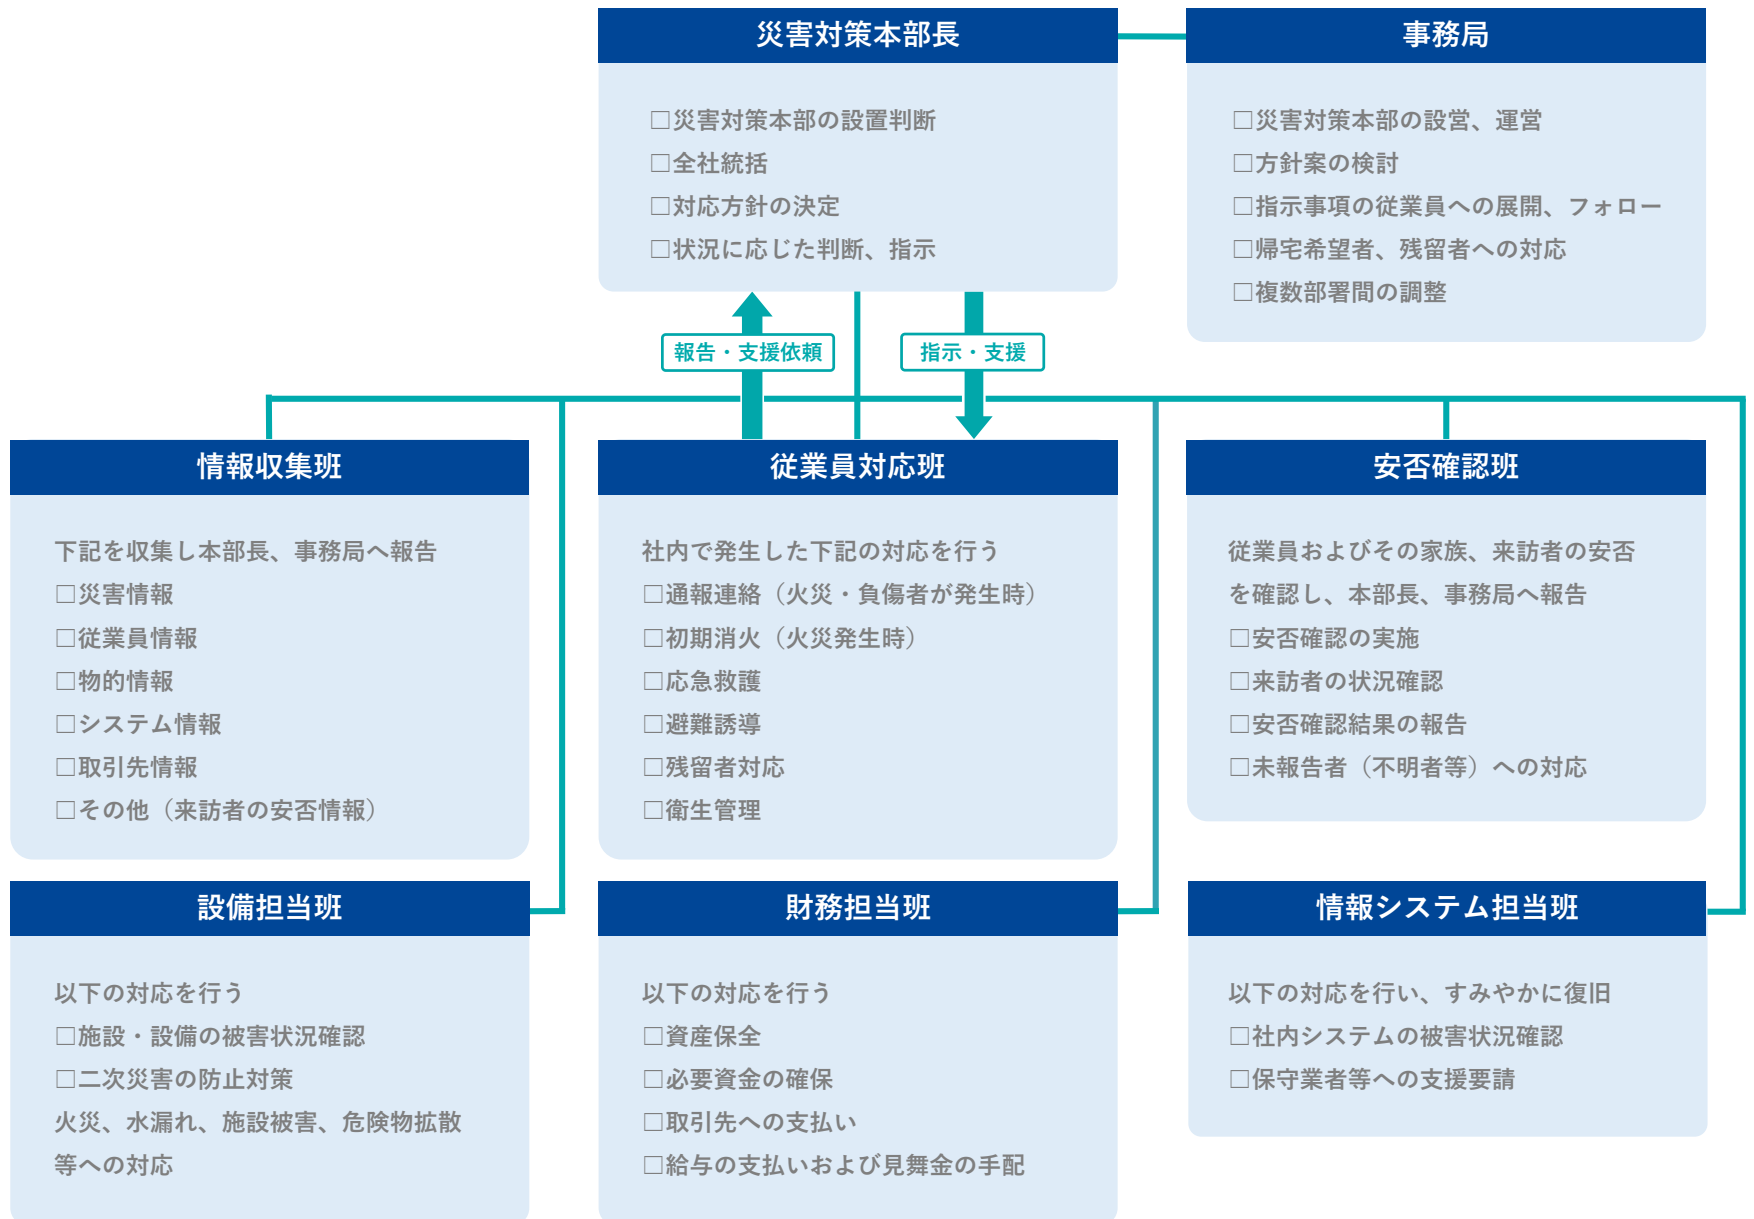 災害対策本部長
□災害対策本部の設置判断
□全社統括
□対応方針の決定
□状況に応じた判断、指示
事務局
□災害対策本部の設営、運営
□方針案の検討
□指示事項の従業員への展開、フォロー
□帰宅希望者、残留者への対応
□複数部署間の調整
報告・支援依頼
指示・支援
情報収集班
下記を収集し本部長、事務局へ報告
□災害情報
□従業員情報
□物的情報
□システム情報
□取引先情報
□その他（来訪者の安否情報）
従業員対応班
社内で発生した下記の対応を行う
□通報連絡（火災・負傷者が発生時）
□初期消火（火災発生時）
□応急救護
□避難誘導
□残留者対応
□衛生管理
安否確認班
従業員およびその家族、来訪者の安否
を確認し、本部長、事務局へ報告
□安否確認の実施
□来訪者の状況確認
□安否確認結果の報告
□未報告者（不明者等）への対応
設備担当班
以下の対応を行う
□施設・設備の被害状況確認
□二次災害の防止対策
火災、水漏れ、施設被害、危険物拡散
等への対応
財務担当班
以下の対応を行う
□資産保全
□必要資金の確保
□取引先への支払い
□給与の支払いおよび見舞金の手配
情報システム担当班
以下の対応を行い、すみやかに復旧
□社内システムの被害状況確認
□保守業者等への支援要請